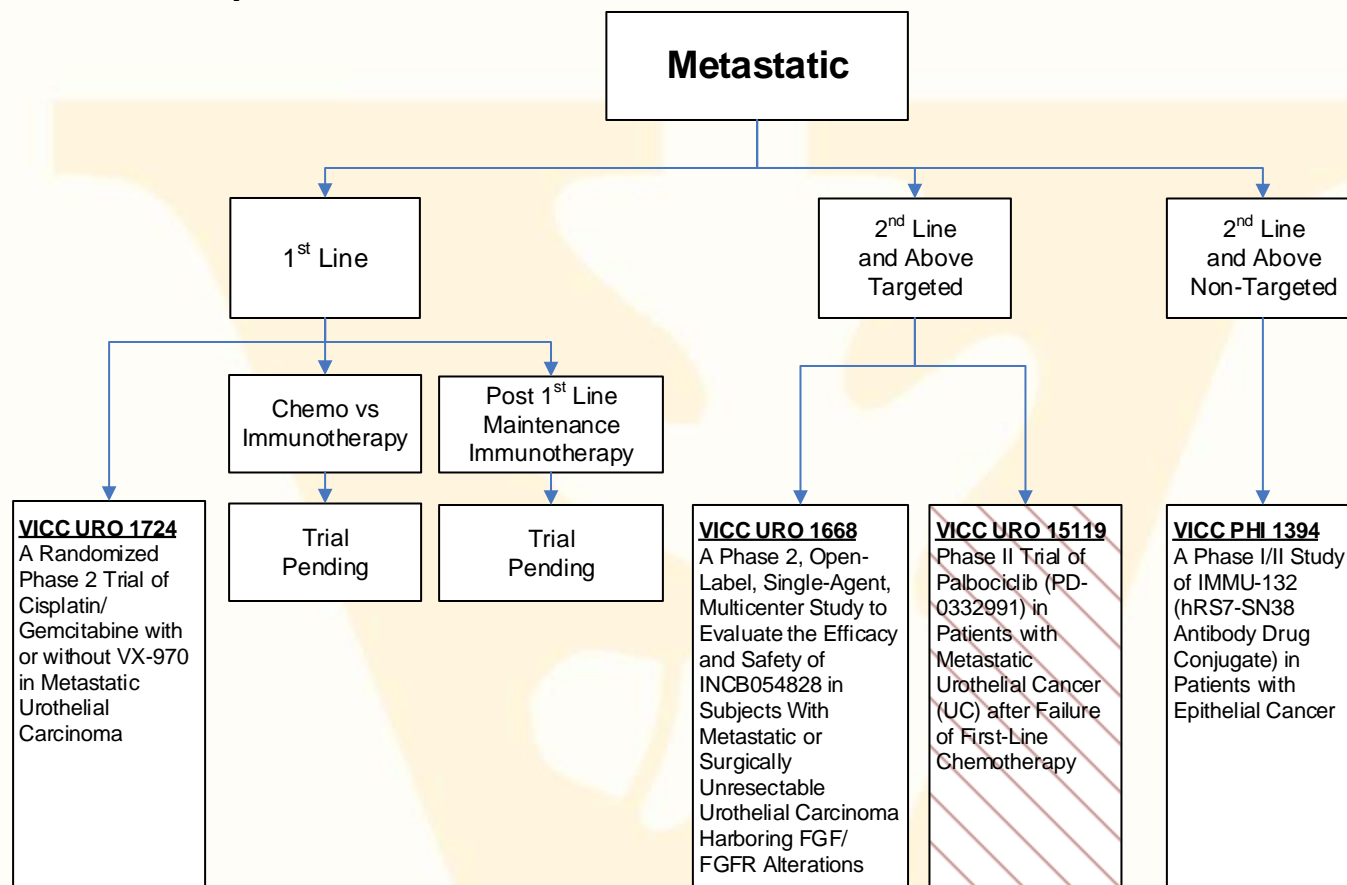 Metastatic
1st Line
2nd Line
and Above
Targeted
2nd Line
and Above
Non-Targeted
Chemo vs
Immunotherapy
Post 1st Line
Maintenance
Immunotherapy
Trial
Pending
Trial
Pending
VICC URO 1724
A Randomized
Phase 2 Trial of
Cisplatin/
Gemcitabine with
or without VX-970
in Metastatic
Urothelial
Carcinoma
VICC URO 1668
A Phase 2, Open-
Label, Single-Agent,
Multicenter Study to
Evaluate the Efficacy
and Safety of
INCB054828 in
Subjects With
Metastatic or
Surgically
Unresectable
Urothelial Carcinoma
Harboring FGF/
FGFR Alterations
VICC URO 15119
Phase II Trial of
Palbociclib (PD-
0332991) in
Patients with
Metastatic
Urothelial Cancer
(UC) after Failure
of First-Line
Chemotherapy
VICC PHI 1394
A Phase I/II Study
of IMMU-132
(hRS7-SN38
Antibody Drug
Conjugate) in
Patients with
Epithelial Cancer